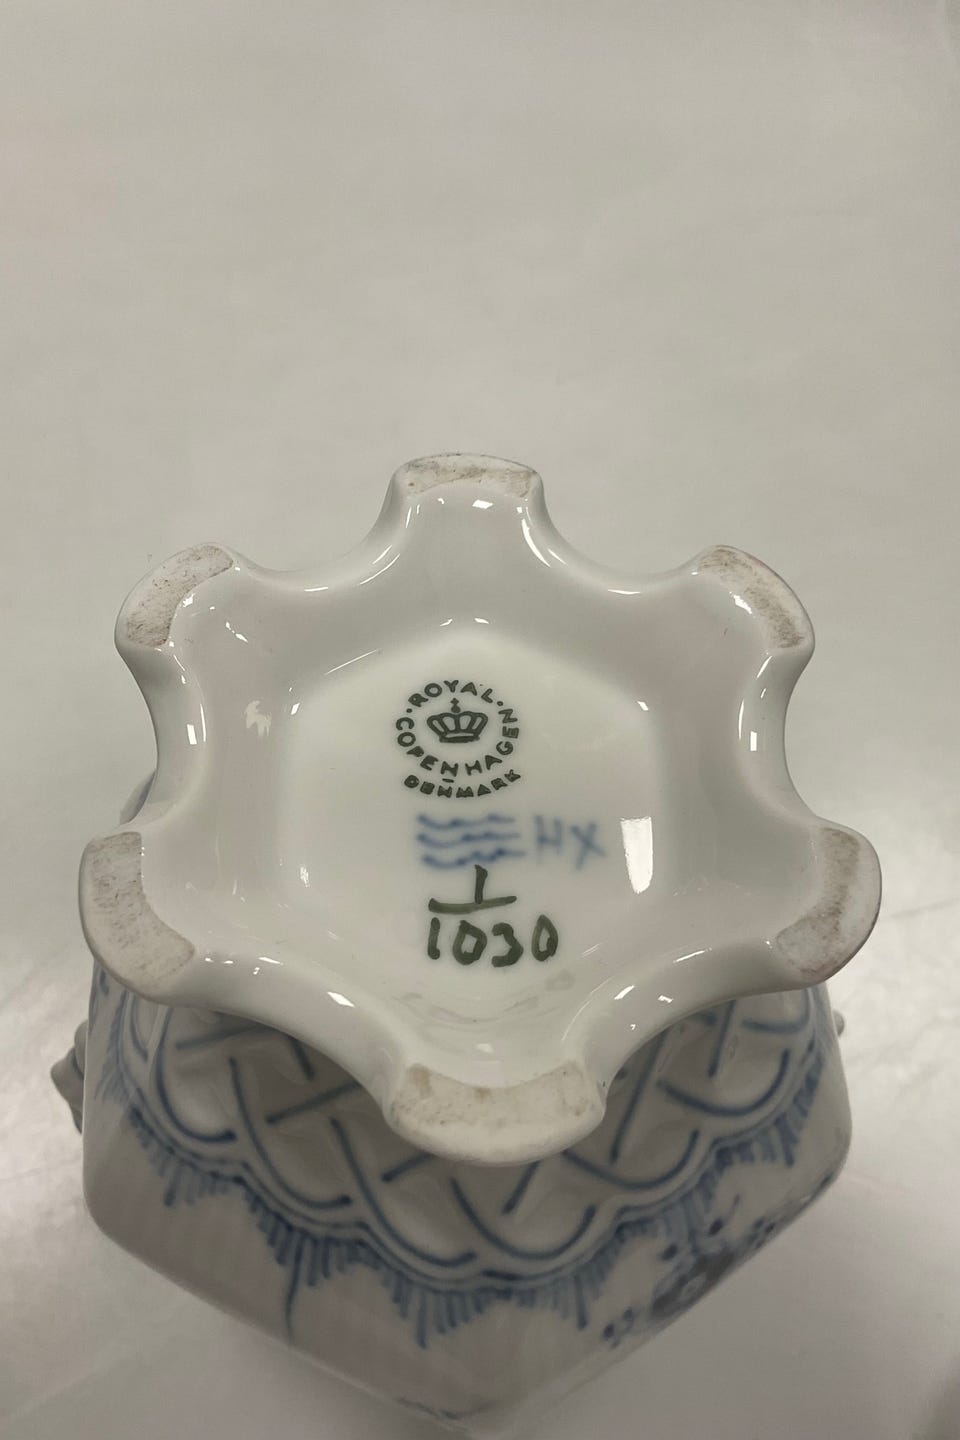 ROYAL
COPENHAGEN
DENMARK
HX
1
1030